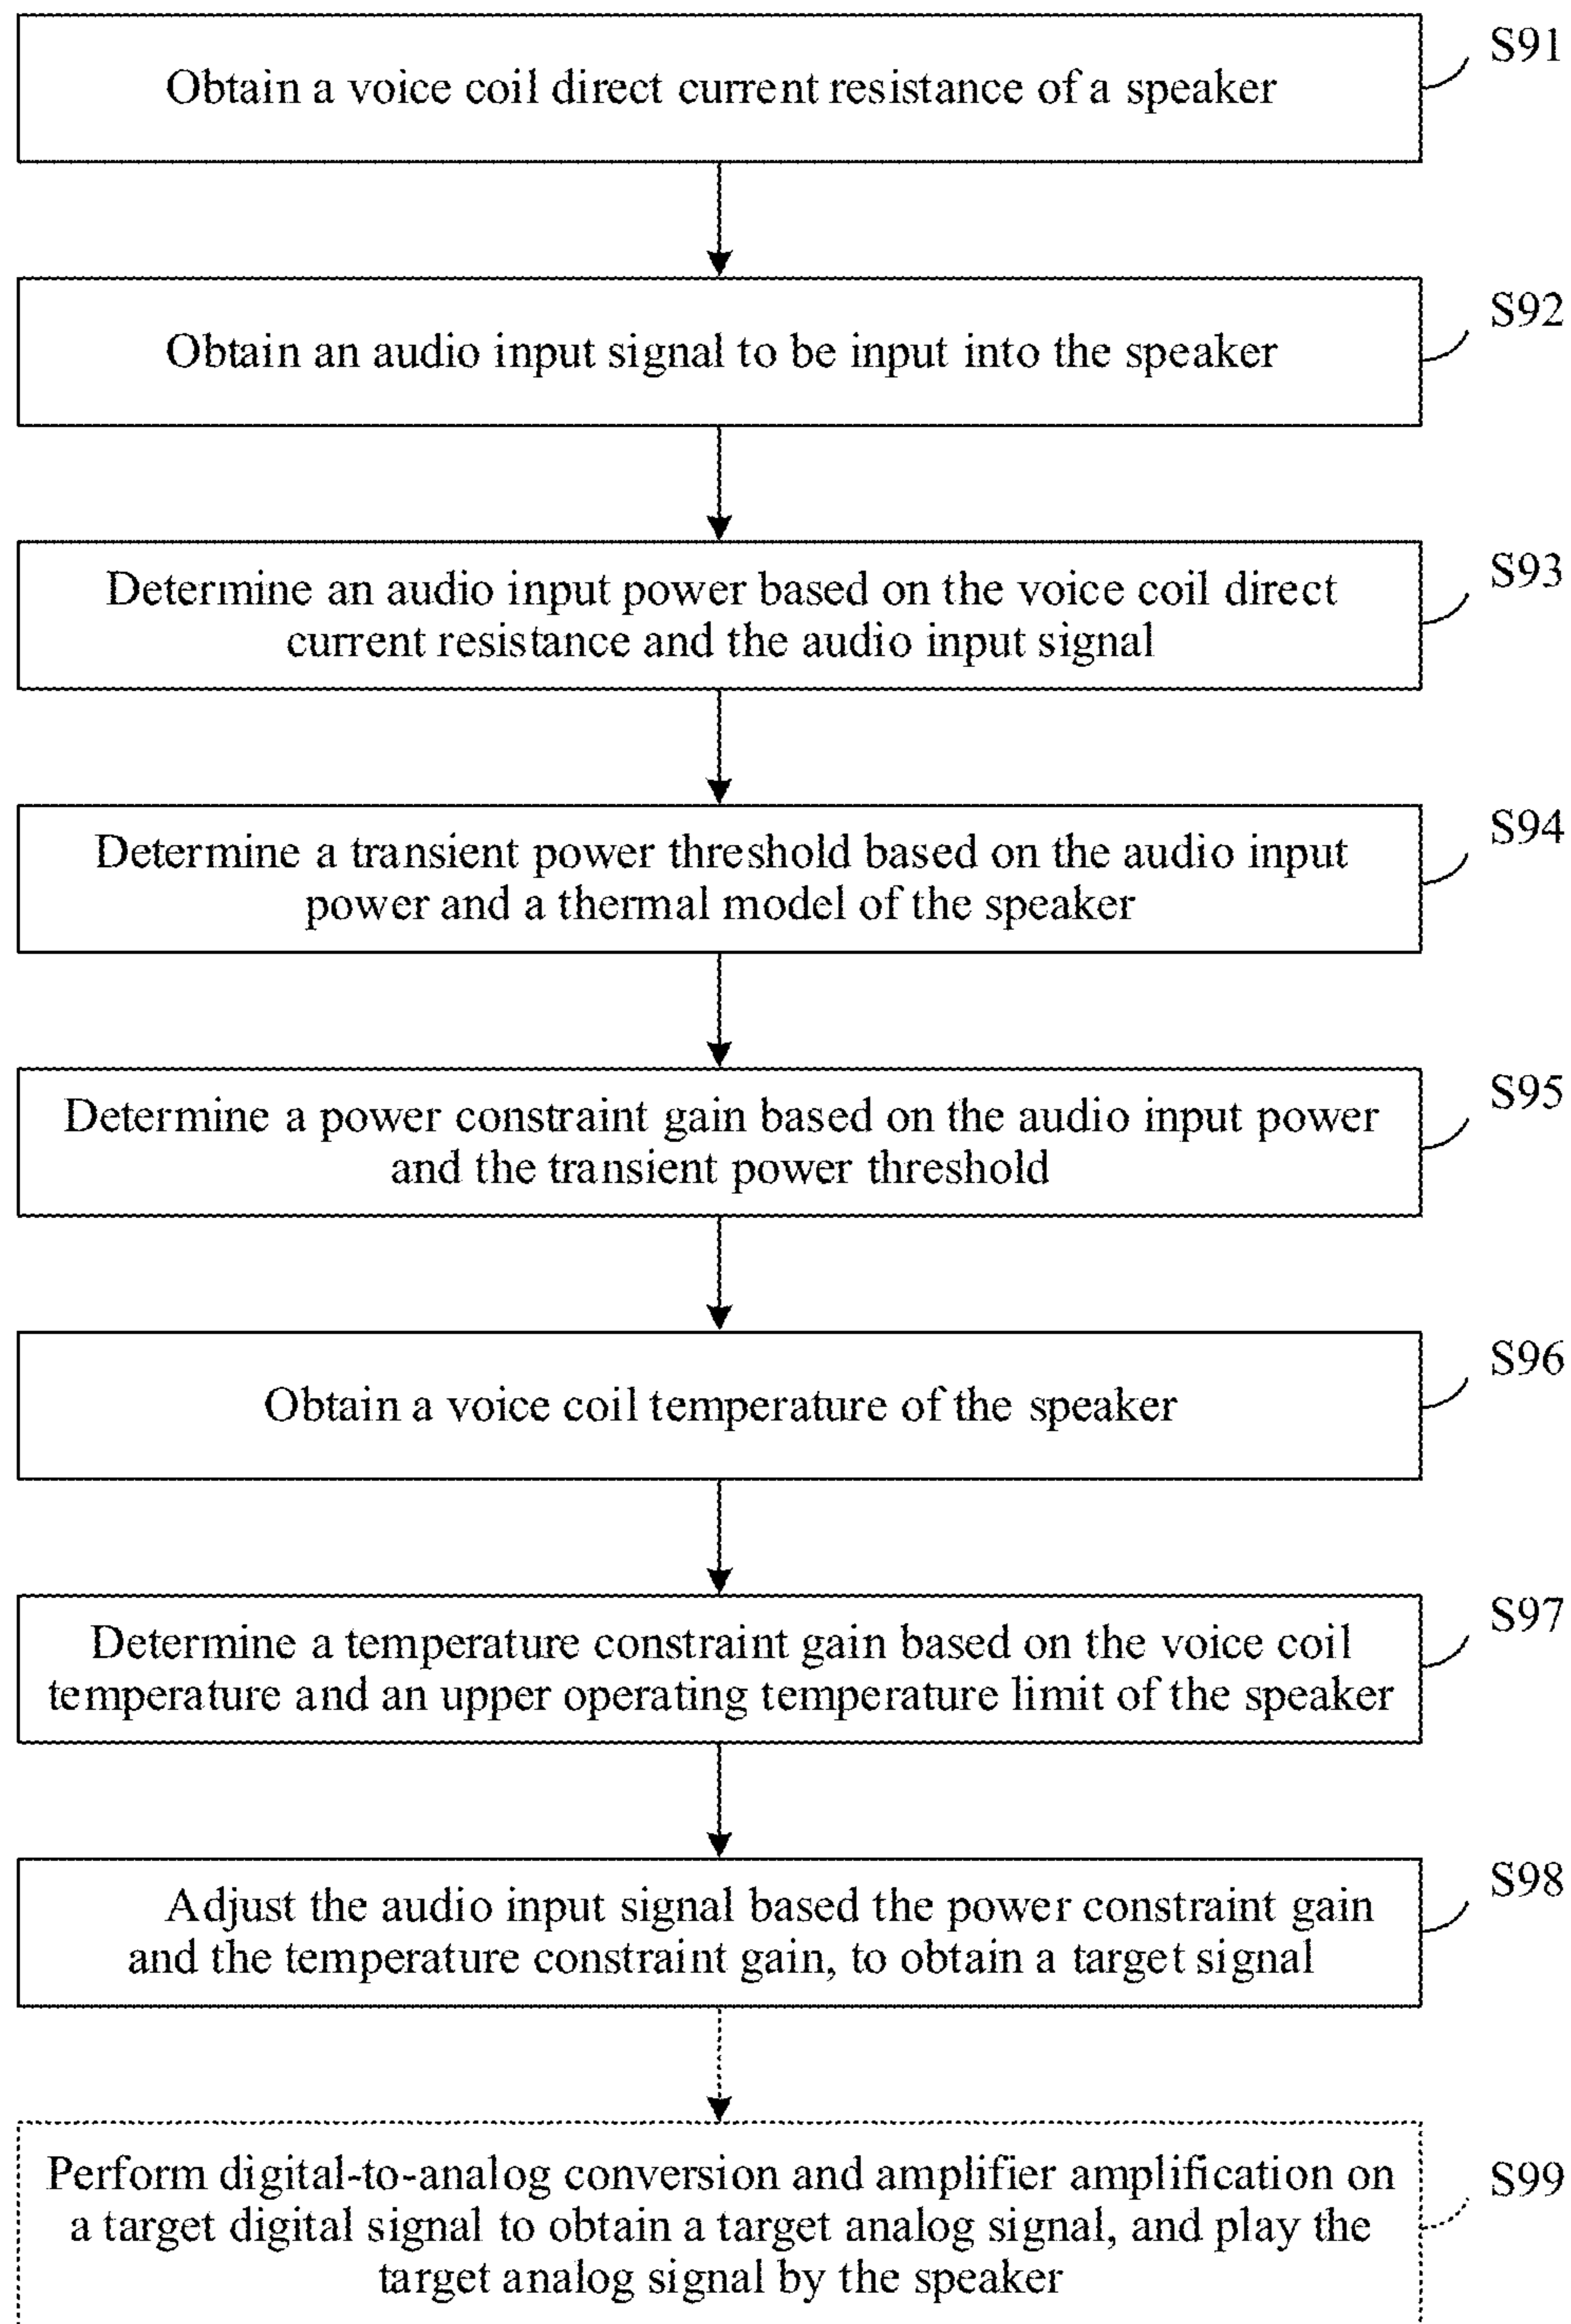 Obtain a voice coil direct current resistance of a speaker
S91
Obtain an audio input signal to be input into the speaker
S92
Determine an audio input power based on the voice coil direct
current resistance and the audio input signal
S93
Determine a transient power threshold based on the audio input
power and a thermal model of the speaker
S94
Determine a power constraint gain based on the audio input power
and the transient power threshold
S95
Obtain a voice coil temperature of the speaker
S96
Determine a temperature constraint gain based on the voice coil
temperature and an upper operating temperature limit of the speaker
S97
Adjust the audio input signal based the power constraint gain
and the temperature constraint gain, to obtain a target signal
S98
Perform digital-to-analog conversion and amplifier amplification on
a target digital signal to obtain a target analog signal, and play the
target analog signal by the speaker
S99